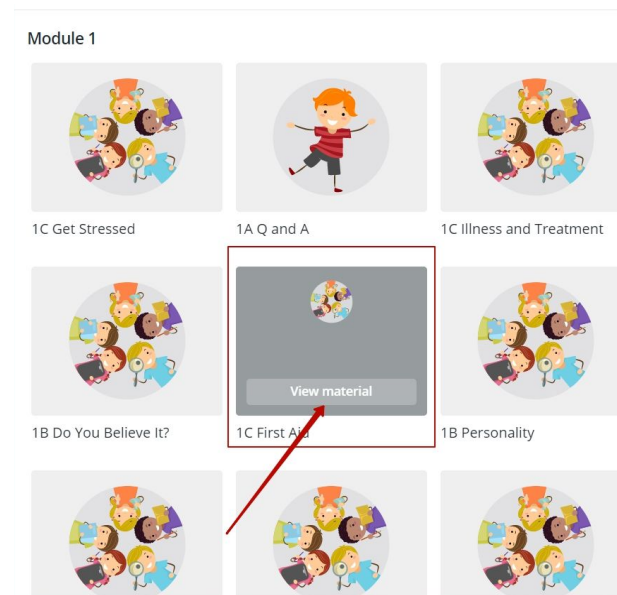 Module 1
1C Get Stressed
1A Q and A
1C Illness and Treatment
View material
1B Do You Believe It?
1C First Aid
1B Personality